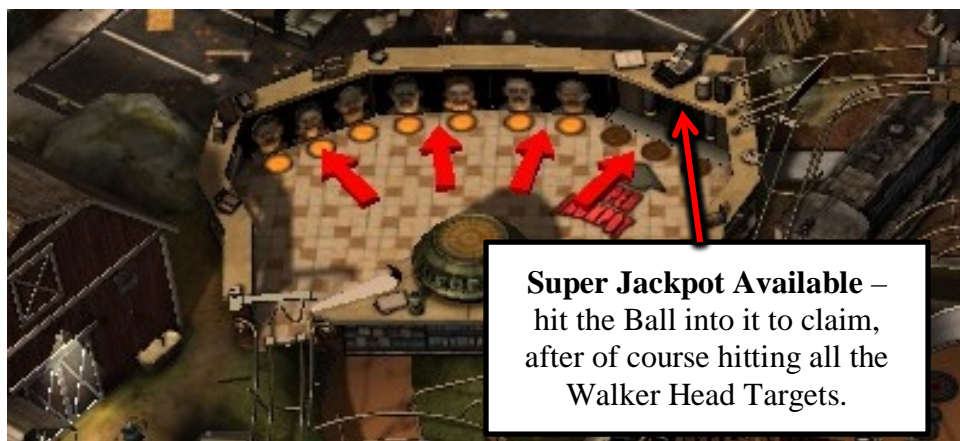 Super Jackpot Available –
hit the Ball into it to claim,
after of course hitting all the
Walker Head Targets.